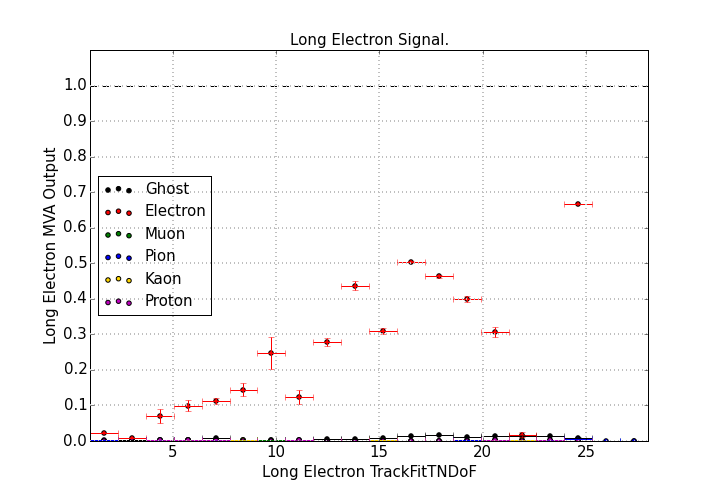 Long Electron Signal.
1.0
0.9
0.8
0.7
0.6
0.5
0.4
0.3
0.2
0.1
0.0
Long Electron MVA Output
Ghost
Electron
Muon
Pion
Kaon
Proton
5
10
15
20
25
Long Electron TrackFitTNDoF